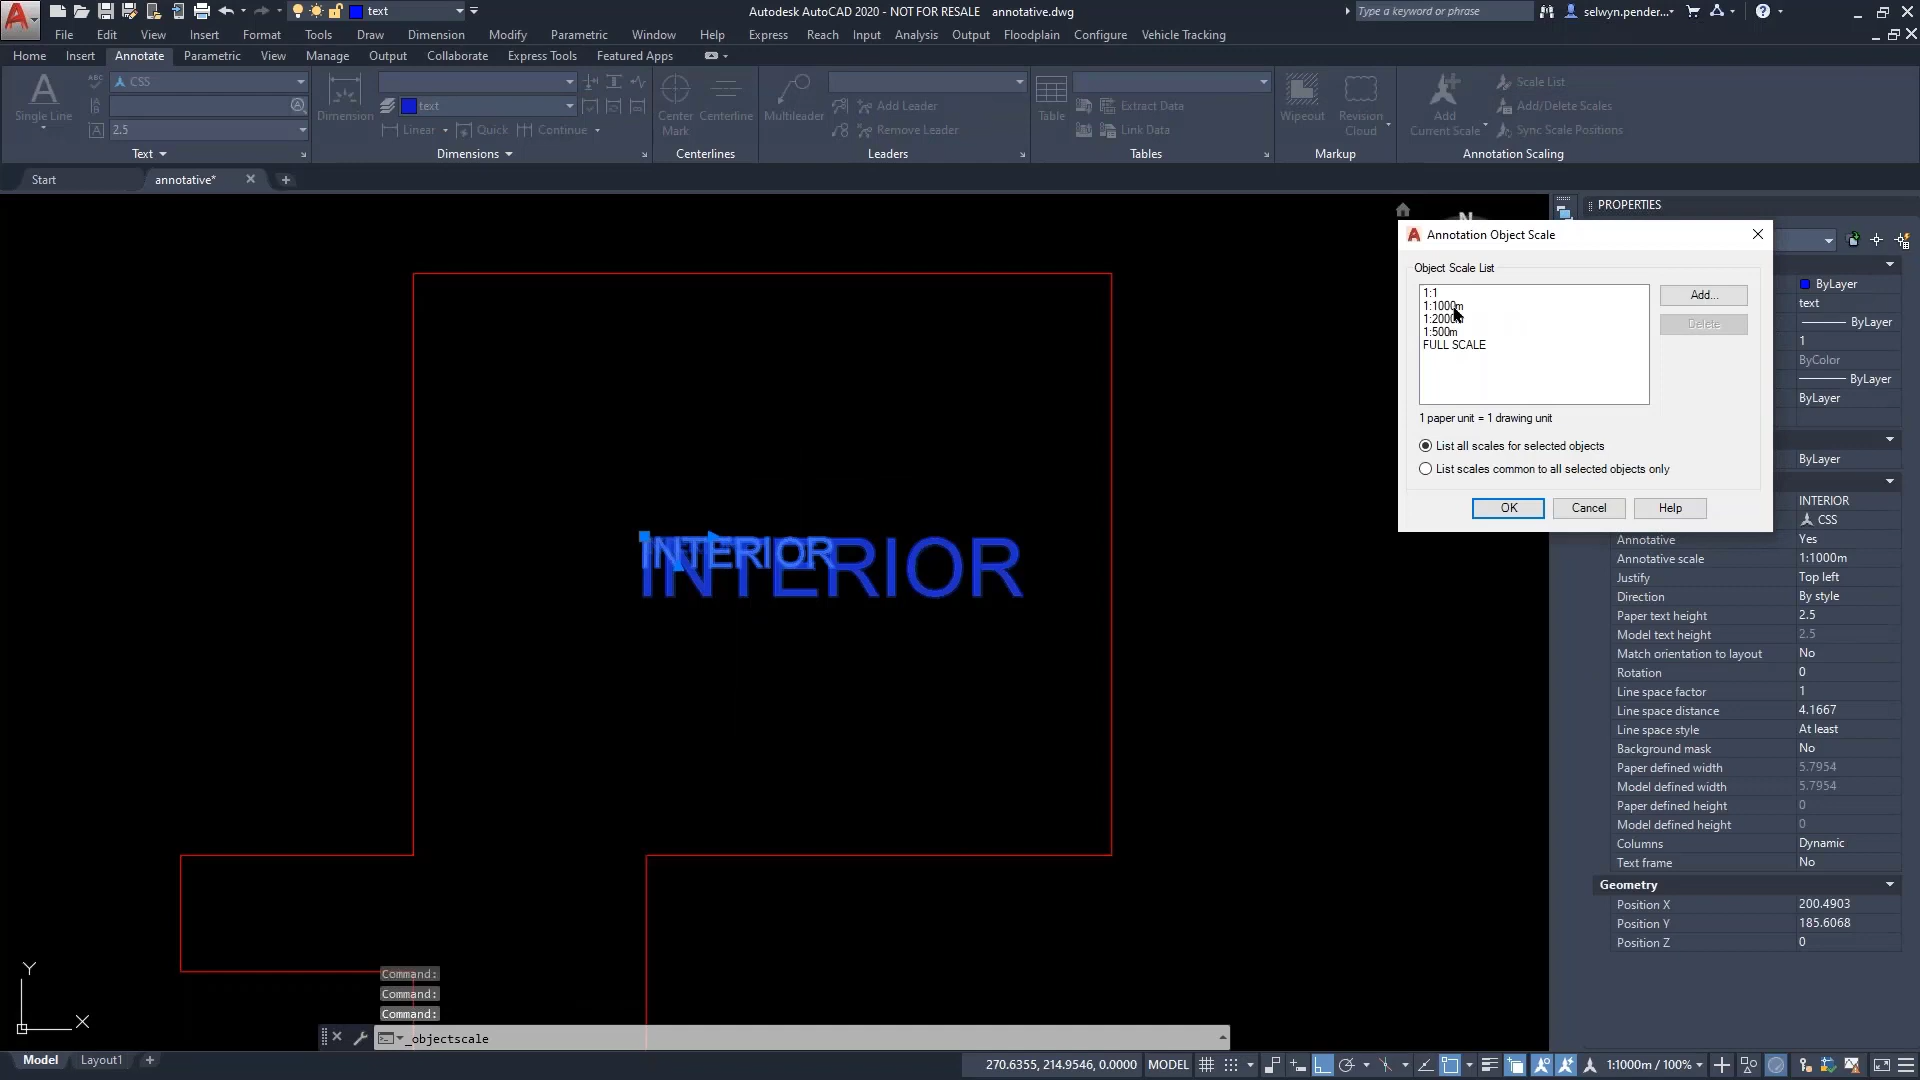 text
Autodesk AutoCAD 2020 - NOT FOR RESALE annotative.dwg
Type a keyword or phrase
selwyn.pender...
File Edit View Insert Format Tools Draw Dimension Modify Parametric Window Help Express Reach Input Analysis Output Floodplain Configure Vehicle Tracking
Home Insert Annotate Parametric View Manage Output Collaborate Express Tools Featured Apps
ABC
CSS
Single Line
A
2.5
Text
Dimension
text
Linear
Quick
Continue
Dimensions
Center Mark
Centerline
Centerlines
Multileader
Add Leader
Remove Leader
Leaders
Table
Extract Data
Link Data
Tables
Wipeout
Revision Cloud
Markup
Add Current Scale
Scale List
Add/Delete Scales
Sync Scale Positions
Annotation Scaling
Start
annotative*
N
INTERIOR
INTERIOR
PROPERTIES
Annotation Object Scale
Object Scale List
1:1
1:1000m
1:500m
FULL SCALE
Add...
Delete
1 paper unit = 1 drawing unit
List all scales for selected objects
List scales common to all selected objects only
OK
Cancel
Help
ByLayer
text
ByLayer
1
ByColor
ByLayer
ByLayer
ByLayer
INTERIOR
CSS
Annotative Yes
Annotative scale 1:1000m
Justify Top left
Direction By style
Paper text height 2.5
Model text height 2.5
Match orientation to layout No
Rotation 0
Line space factor 1
Line space distance 4.1667
Line space style At least
Background mask No
Paper defined width 5.7954
Model defined width 5.7954
Paper defined height 0
Model defined height 0
Columns Dynamic
Text frame No
Geometry
Position X 200.4903
Position Y 185.6068
Position Z 0
Y
X
Command:
Command:
Command:
_objectscale
Model
Layout1
270.6355, 214.9546, 0.0000 MODEL
1:1000m / 100%